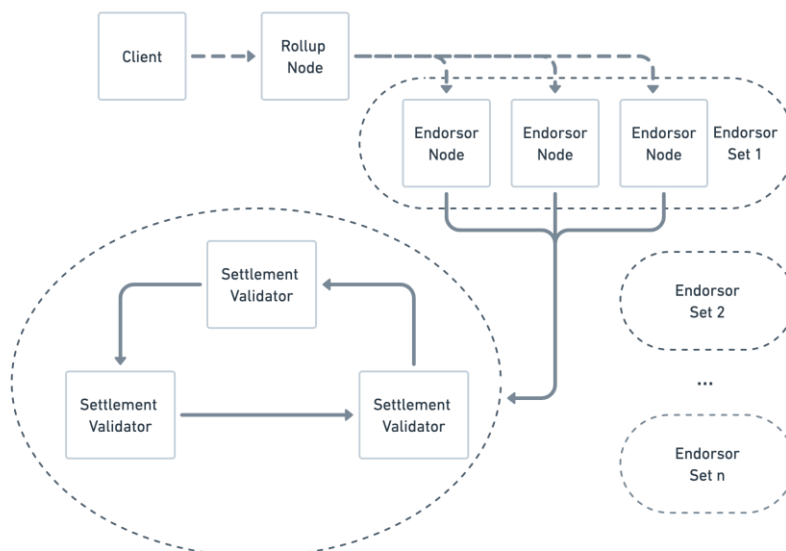 Client
Rollup
Node
Endorsor
Node
Endorsor
Node
Endorsor
Node
Endorsor
Set 1
Settlement
Validator
Endorsor
Set 2
Settlement
Validator
Settlement
Validator
...
Endorsor
Set n